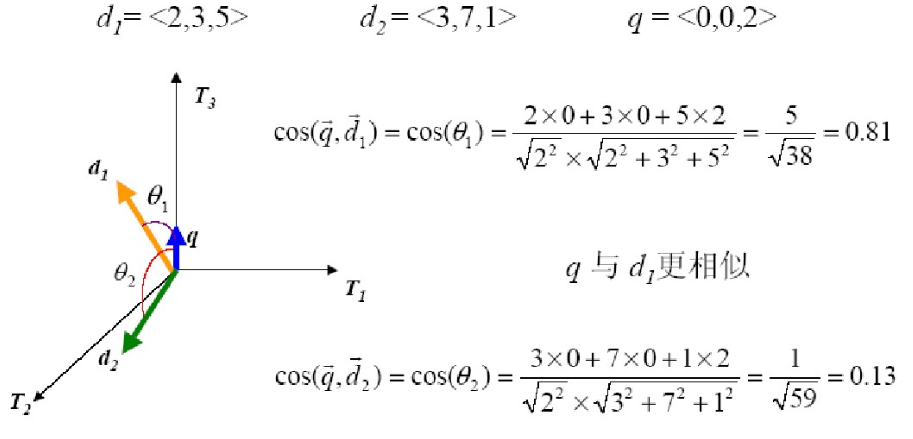 d₁= <2,3,5> d₂= <3,7,1> q = <0,0,2>
T₃
cos(q⃗,d⃗₁) = cos(θ₁) = (2×0+3×0+5×2)/(√2² × √2²+3²+5²) = 5/√38 = 0.81
d₁
θ₁
q
θ₂
q 与 d₁更相似
T₁
d₂
cos(q⃗,d⃗₂) = cos(θ₂) = (3×0+7×0+1×2)/(√2² × √3²+7²+1²) = 1/√59 = 0.13
T₂